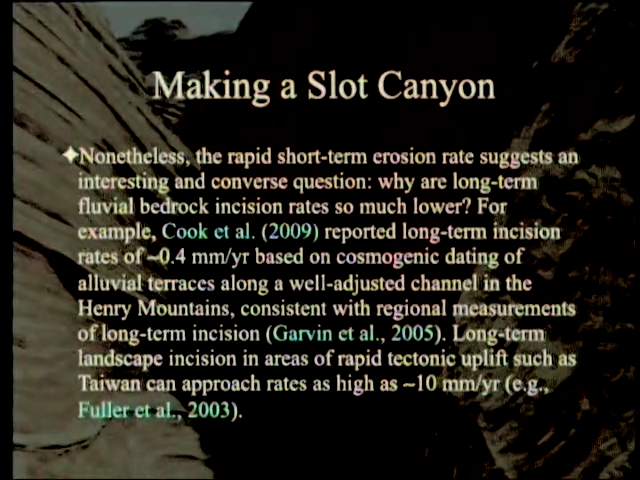 Making a Slot Canyon
✦Nonetheless, the rapid short-term erosion rate suggests an
interesting and converse question: why are long-term
fluvial bedrock incision rates so much lower? For
example, Cook et al. (2009) reported long-term incision
rates of ~0.4 mm/yr based on cosmogenic dating of
alluvial terraces along a well-adjusted channel in the
Henry Mountains, consistent with regional measurements
of long-term incision (Garvin et al., 2005). Long-term
landscape incision in areas of rapid tectonic uplift such as
Taiwan can approach rates as high as ~10 mm/yr (e.g.,
Fuller et al., 2003).